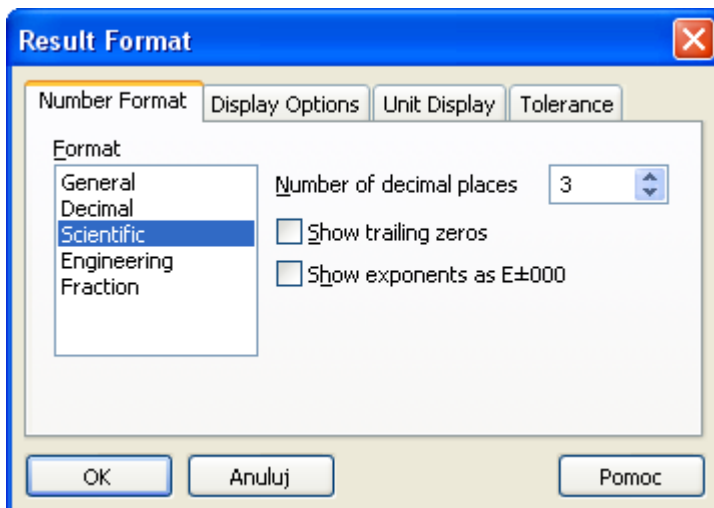 Result Format
Number Format Display Options Unit Display Tolerance
Format
General
Decimal
Scientific
Engineering
Fraction
Number of decimal places 3
Show trailing zeros
Show exponents as E±000
OK Anuluj Pomoc